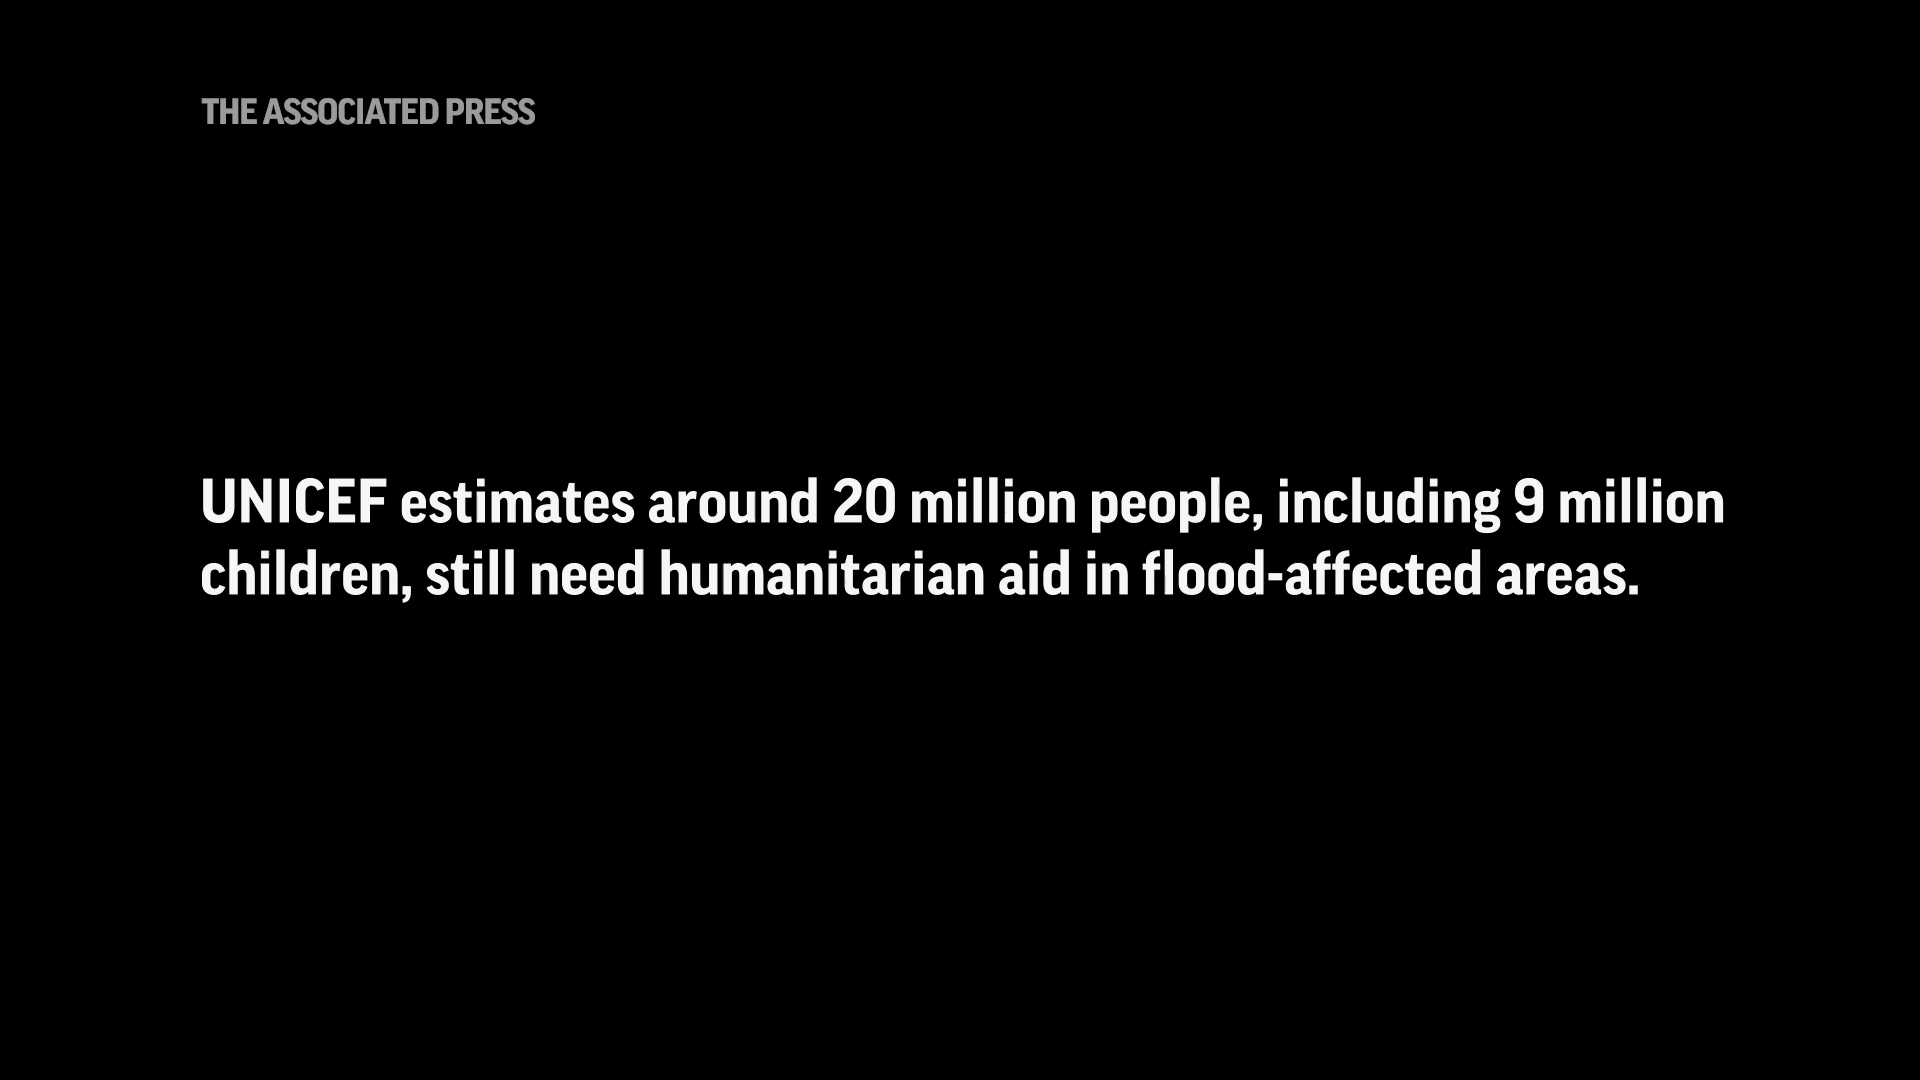 THE ASSOCIATED PRESS
UNICEF estimates around 20 million people, including 9 million
children, still need humanitarian aid in flood-affected areas.